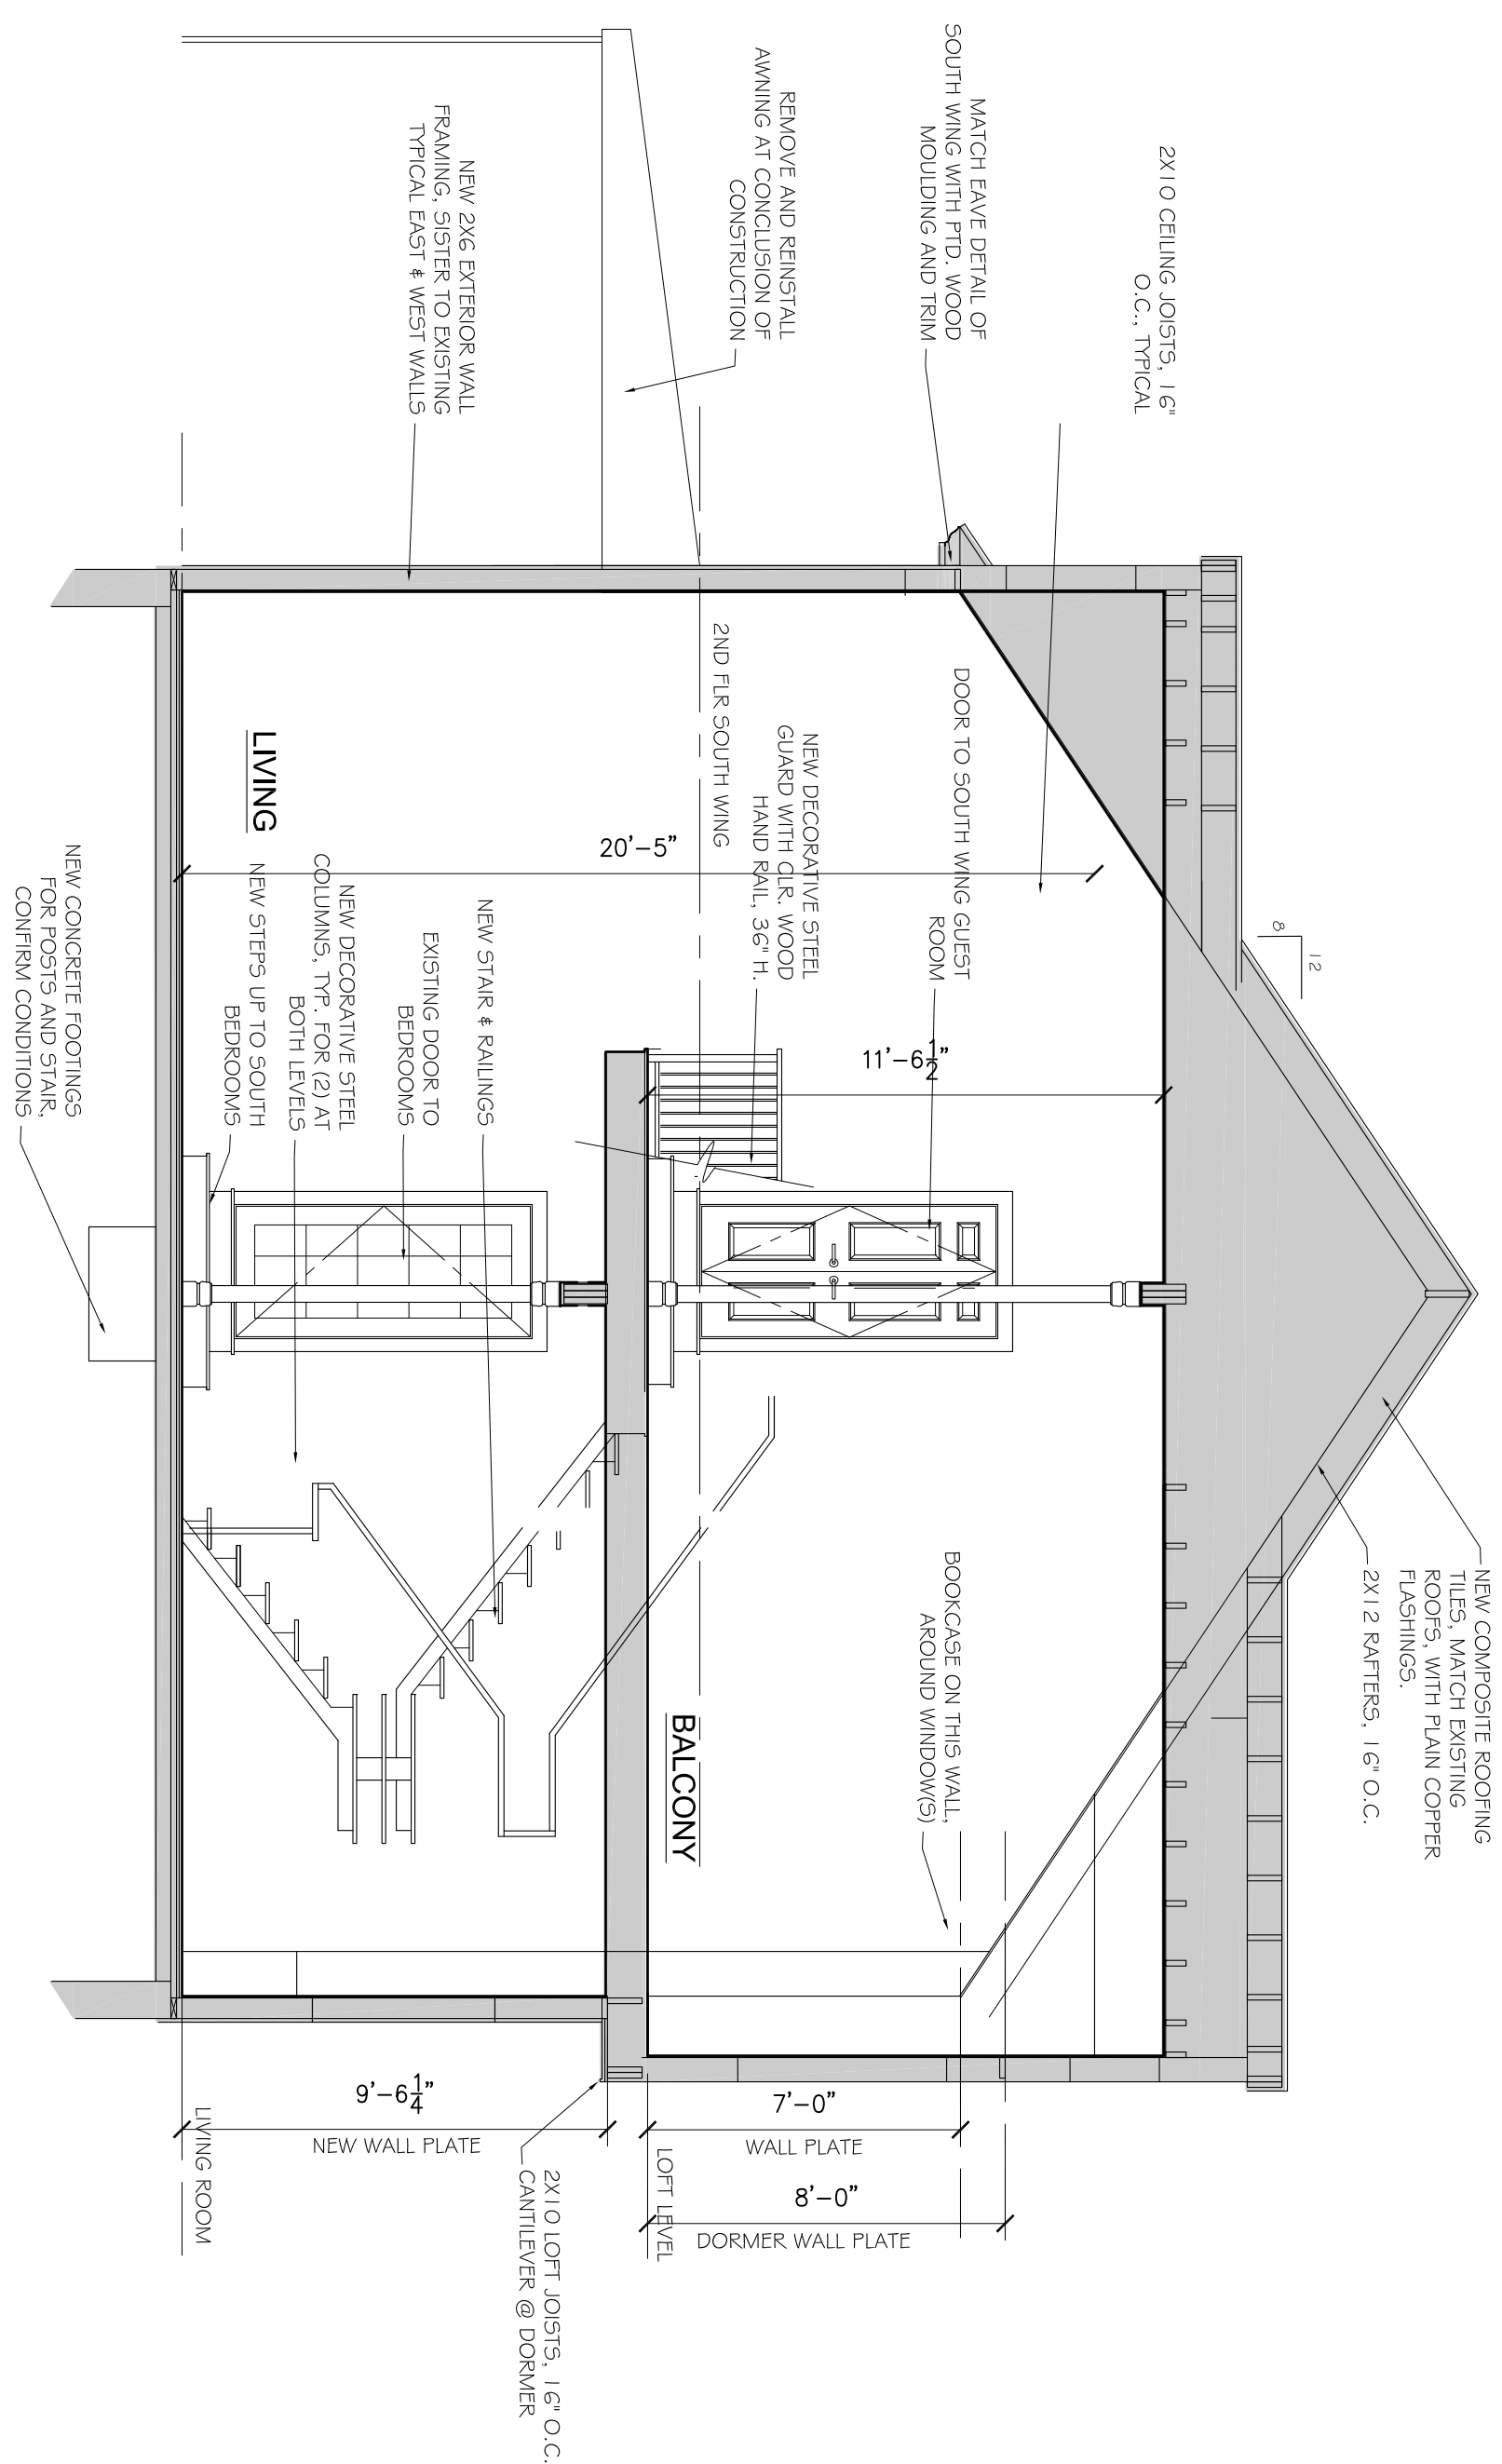 2X10 CEILING JOISTS, 16"
O.C., TYPICAL
MATCH EAVE DETAIL OF
SOUTH WING WITH PTD. WOOD
MOULDING AND TRIM
REMOVE AND REINSTALL
AWNING AT CONCLUSION OF
CONSTRUCTION
NEW 2X6 EXTERIOR WALL
FRAMING, SISTER TO EXISTING
TYPICAL EAST & WEST WALLS
8
12
NEW COMPOSITE ROOFING
TILES, MATCH EXISTING
ROOFS, WITH PLAIN COPPER
FLASHINGS.
2X12 RAFTERS, 16" O.C.
DOOR TO SOUTH WING GUEST
ROOM
NEW DECORATIVE STEEL
GUARD WITH CLR. WOOD
HAND RAIL, 36" H.
2ND FLR SOUTH WING
20'-5"
11'-6 1/2"
BOOKCASE ON THIS WALL,
AROUND WINDOW(S)
BALCONY
NEW STAIR & RAILINGS
EXISTING DOOR TO
BEDROOMS
NEW DECORATIVE STEEL
COLUMNS, TYP. FOR (2) AT
BOTH LEVELS
LIVING
NEW STEPS UP TO SOUTH
BEDROOMS
NEW CONCRETE FOOTINGS
FOR POSTS AND STAIR,
CONFIRM CONDITIONS
8'-0"
DORMER WALL PLATE
7'-0"
WALL PLATE
LOFT LEVEL
2X10 LOFT JOISTS, 16" O.C.
CANTILEVER @ DORMER
9'-6 1/4"
NEW WALL PLATE
LIVING ROOM